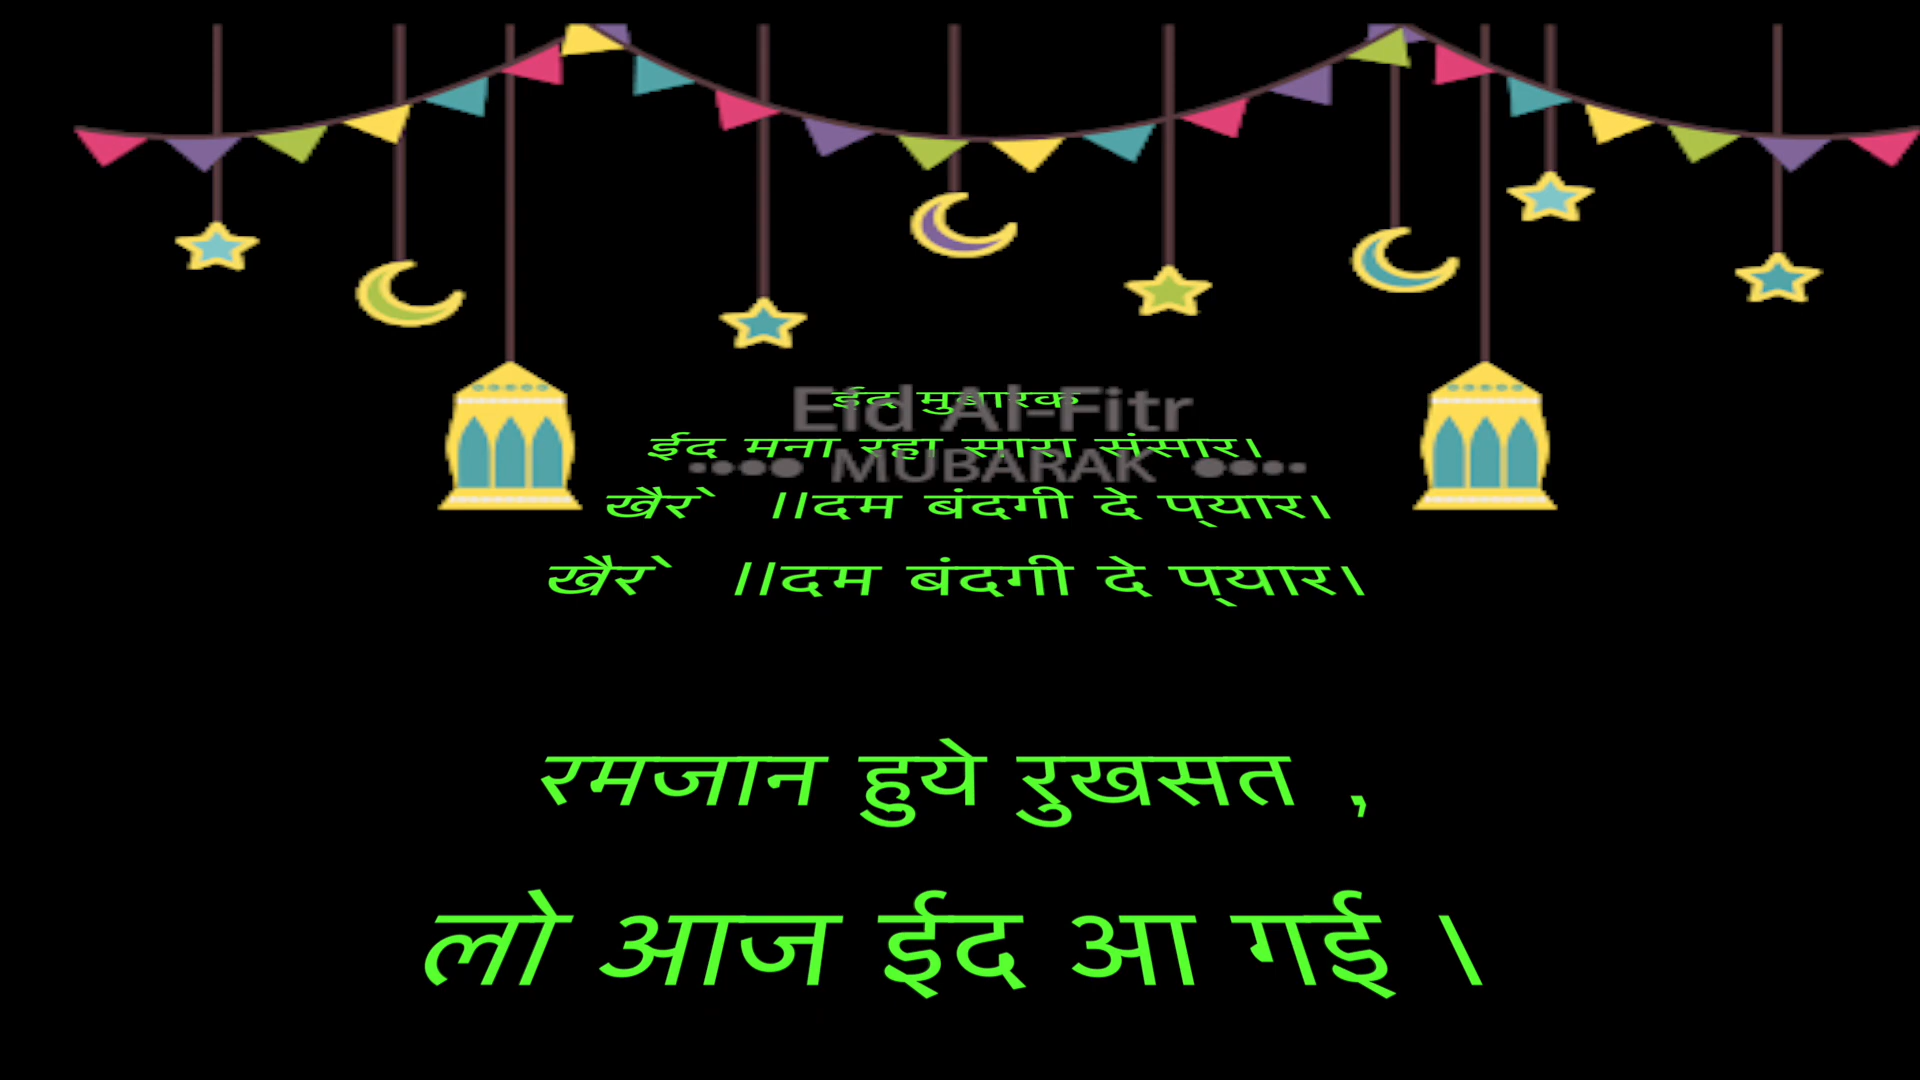 Eid Al-Fitr
•••• MUBARAK ••••
ईद मुबारक
ईद मना रहा सारा संसार।
खैर` ।।दम बंदगी दे प्यार।
खैर` ।।दम बंदगी दे प्यार।
रमजान हुये रुखसत ,
लो आज ईद आ गई ।